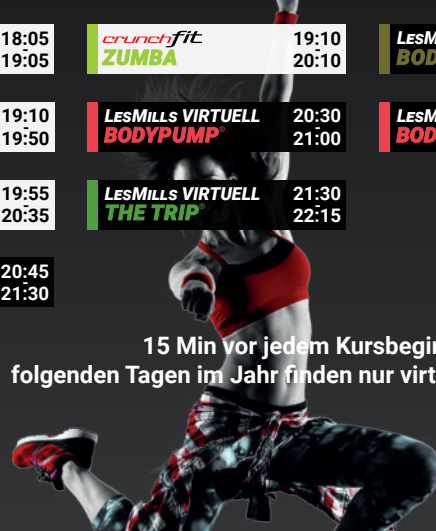 18:05
-
19:05
crunchfit
ZUMBA
19:10
-
20:10
LESMILLS
19:10
-
19:50
LESMILLS VIRTUELL
BODYPUMP®
20:30
-
21:00
19:55
-
20:35
LESMILLS VIRTUELL
THE TRIP®
21:30
-
22:15
20:45
-
21:30
15 Min vor jedem
folgenden Tagen im Jahr finden nur